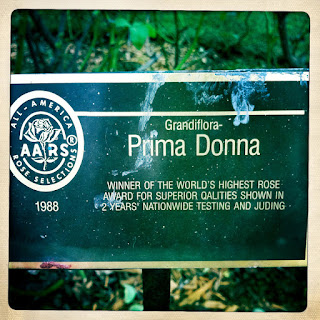 ALL-AMERICA
AARS
ROSE SELECTIONS
®
1988
Grandiflora-
Prima Donna
WINNER OF THE WORLD'S HIGHEST ROSE
AWARD FOR SUPERIOR QALITIES SHOWN IN
2 YEARS' NATIONWIDE TESTING AND JUDING